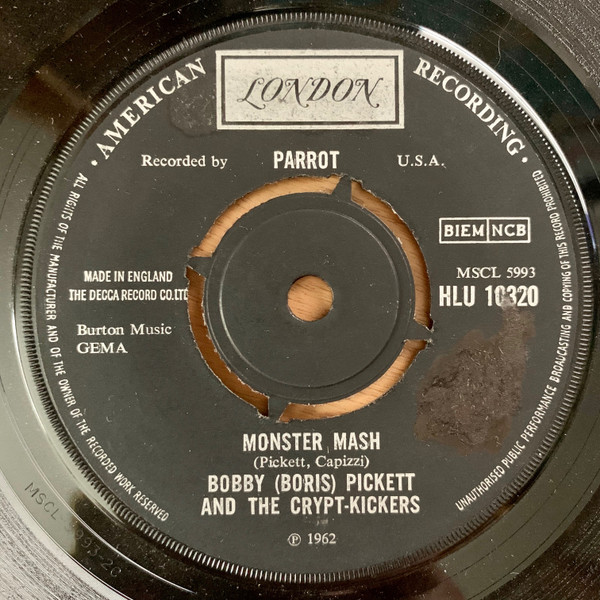 LONDON
· AMERICAN RECORDING ·
Recorded by PARROT U.S.A.
BIEM NCB
MADE IN ENGLAND
THE DECCA RECORD CO.LTD
MSCL 5993
HLU 10320
Burton Music
GEMA
MONSTER MASH
(Pickett, Capizzi)
BOBBY (BORIS) PICKETT
AND THE CRYPT-KICKERS
℗ 1962
ALL RIGHTS OF THE MANUFACTURER AND OF THE OWNER OF THE RECORDED WORK RESERVED
UNAUTHORISED PUBLIC PERFORMANCE BROADCASTING AND COPYING OF THIS RECORD PROHIBITED
MSCL